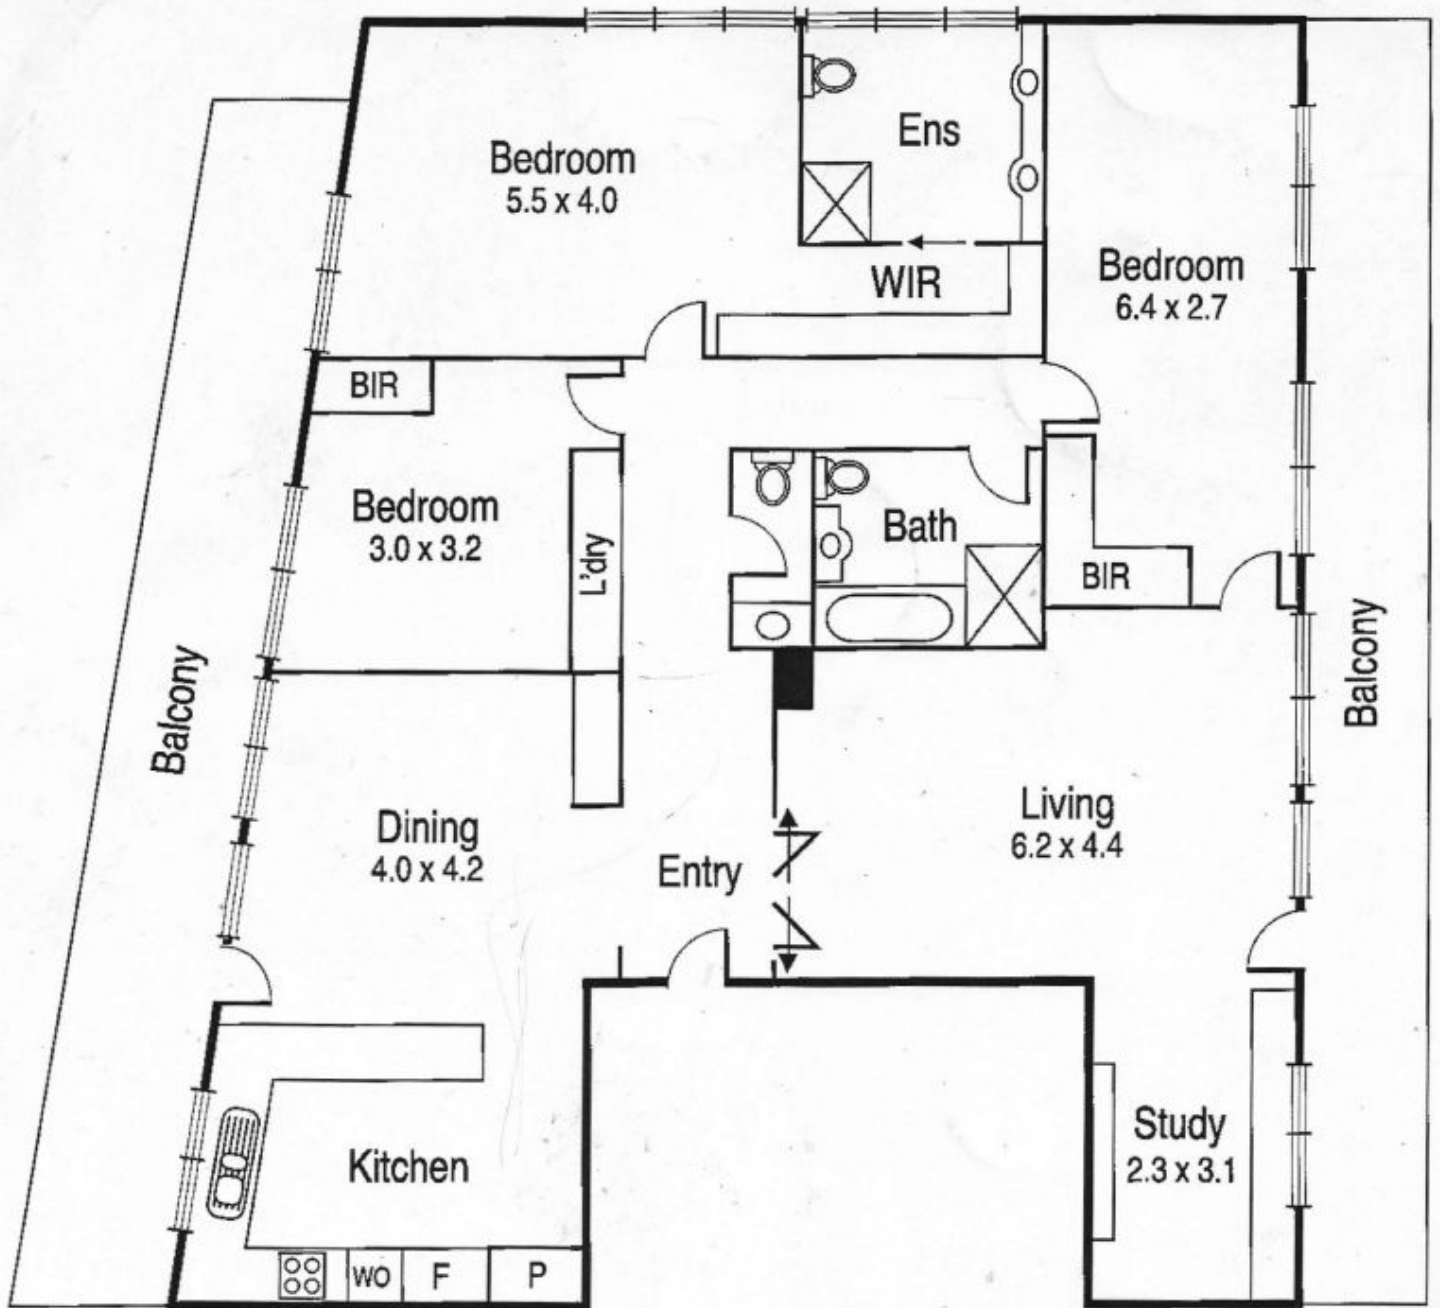 Bedroom
5.5 x 4.0
Ens
WIR
Bedroom
6.4 x 2.7
BIR
Bedroom
3.0 x 3.2
L'dry
Bath
BIR
Balcony
Balcony
Dining
4.0 x 4.2
Entry
Living
6.2 x 4.4
Kitchen
Study
2.3 x 3.1
WO
F
P